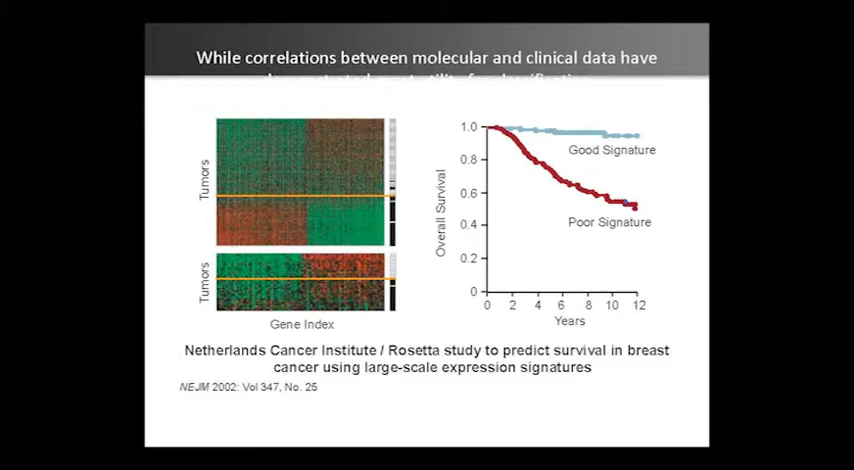 While correlations between molecular and clinical data have
Tumors
Tumors
Gene Index
Overall Survival
1.0
0.8
0.6
0.4
0.2
0
0 2 4 6 8 10 12
Years
Good Signature
Poor Signature
Netherlands Cancer Institute / Rosetta study to predict survival in breast
cancer using large-scale expression signatures
NEJM 2002: Vol 347, No. 25